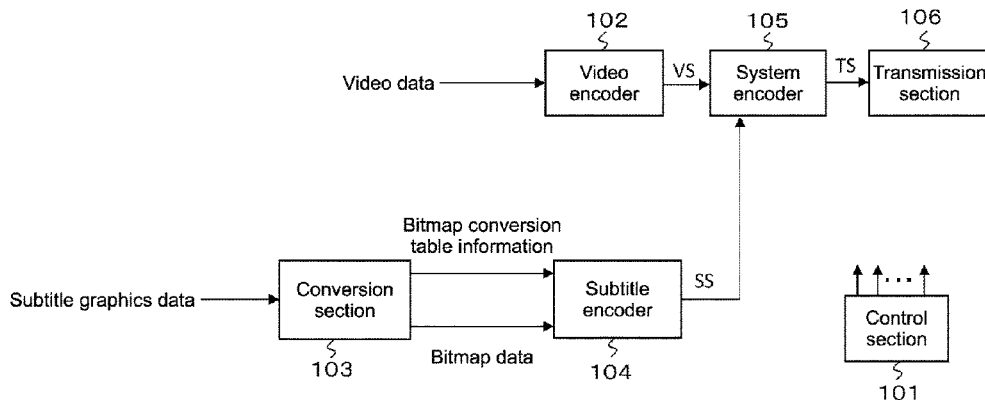 102
105
106
Video data
Video
encoder
VS
System
encoder
TS
Transmission
section
Bitmap conversion
table information
Subtitle graphics data
Conversion
section
Subtitle
encoder
SS
Bitmap data
103
104
Control
section
101